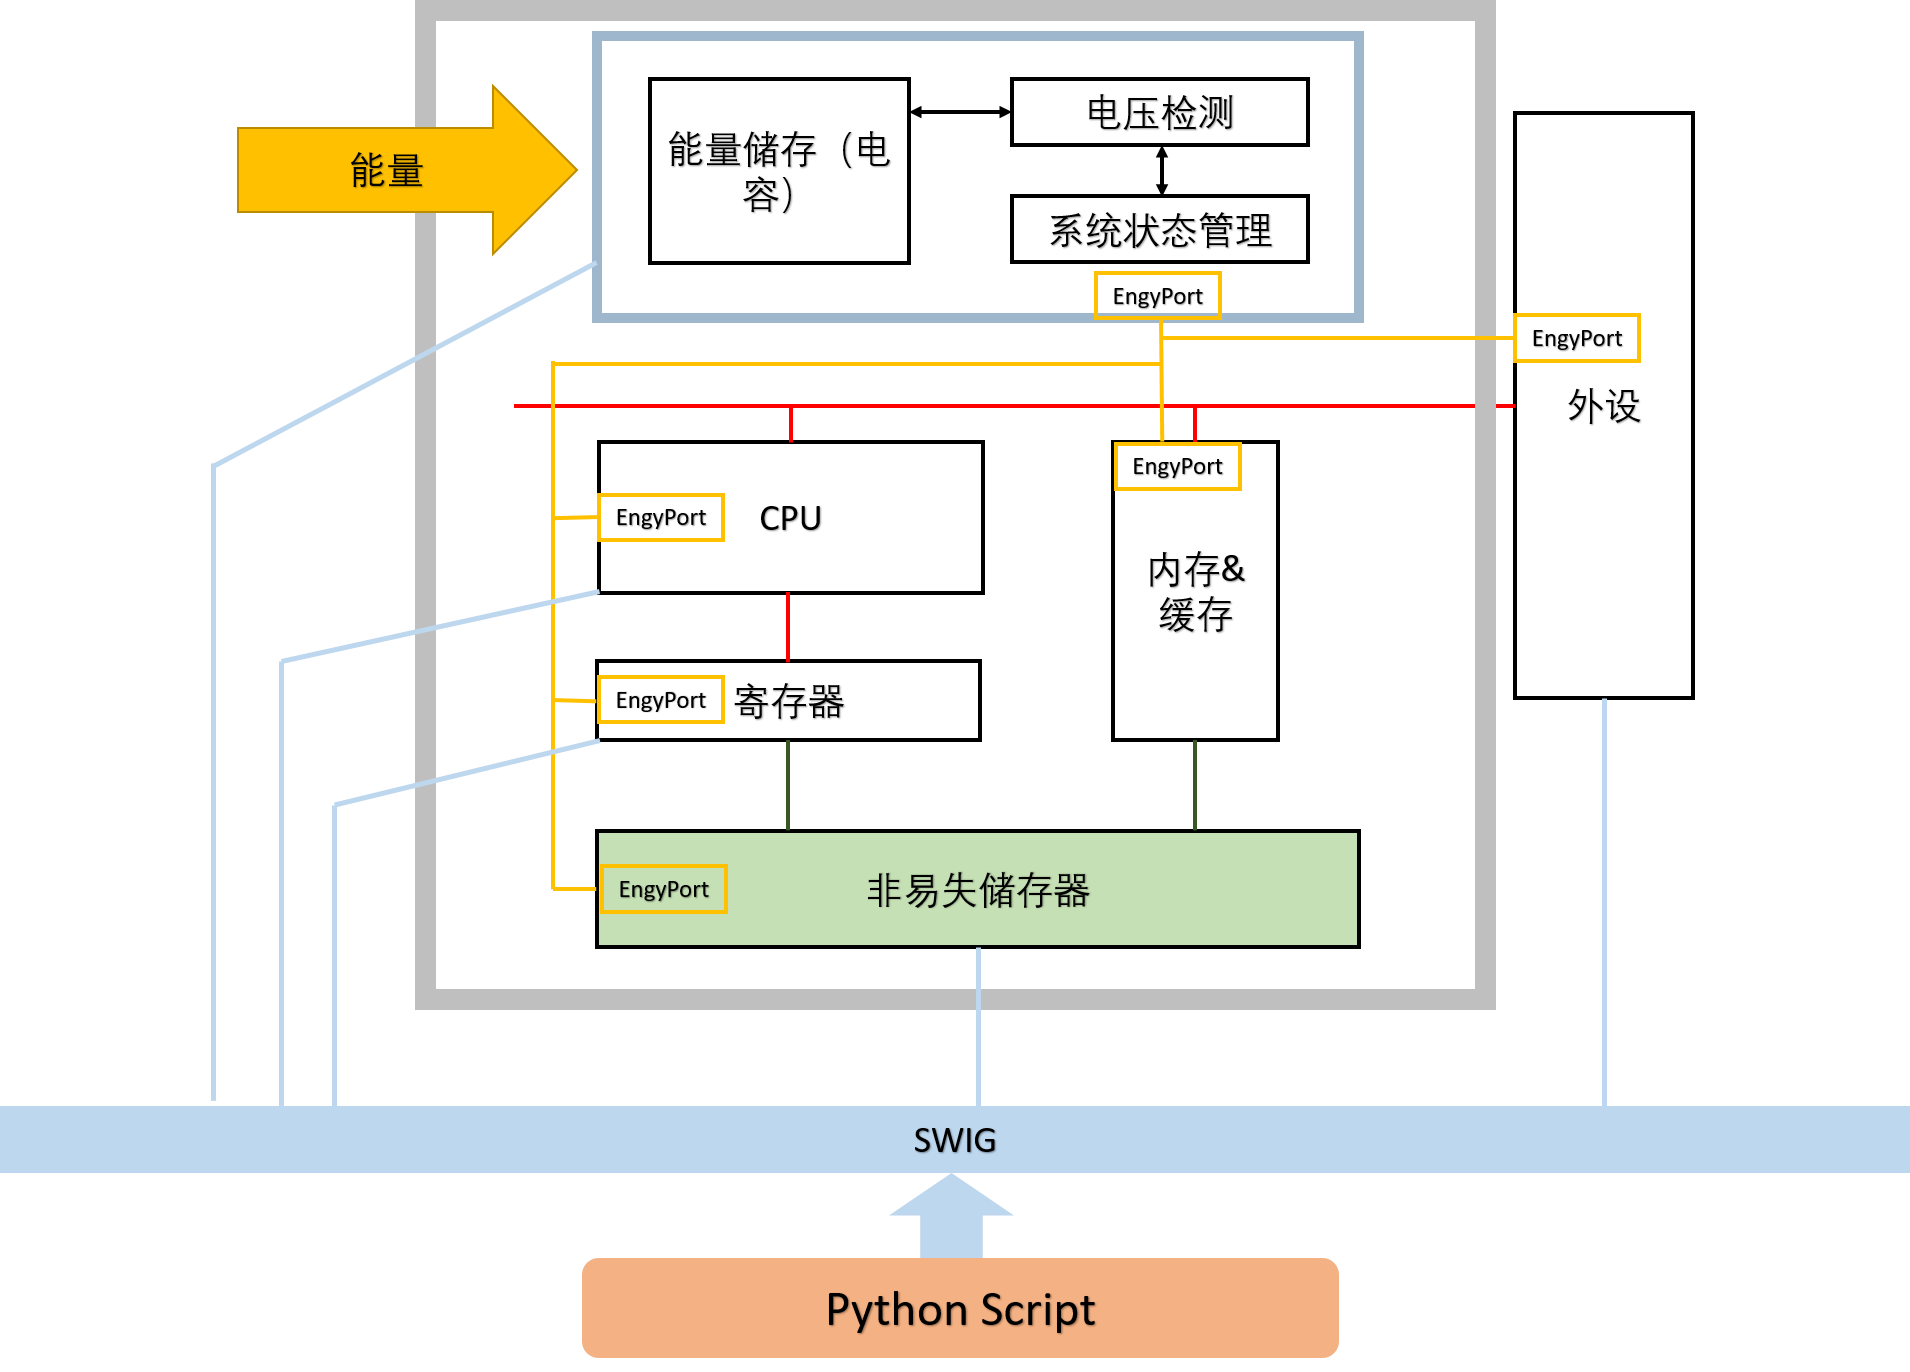 能量
能量储存（电
容）
电压检测
系统状态管理
EngyPort
EngyPort
外设
EngyPort
EngyPort
CPU
内存&
缓存
EngyPort
寄存器
EngyPort
非易失储存器
SWIG
Python Script